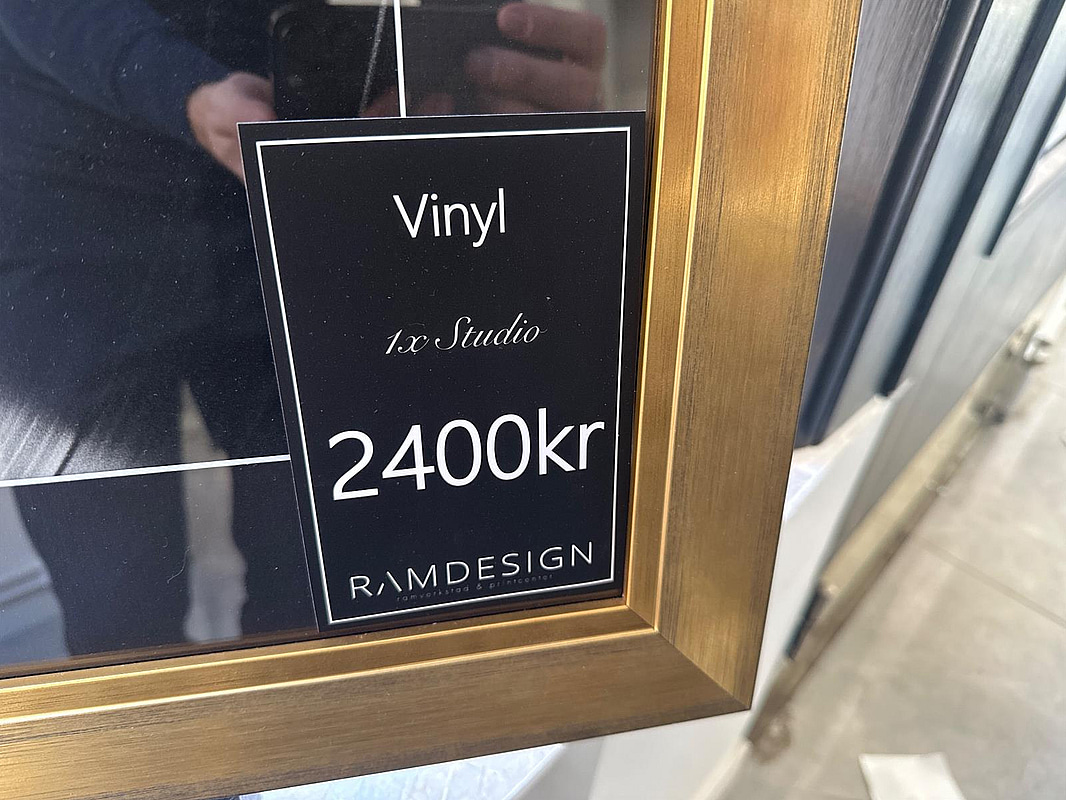 Vinyl
1x Studio
2400kr
RAMDESIGN
ramverkstad & printcenter